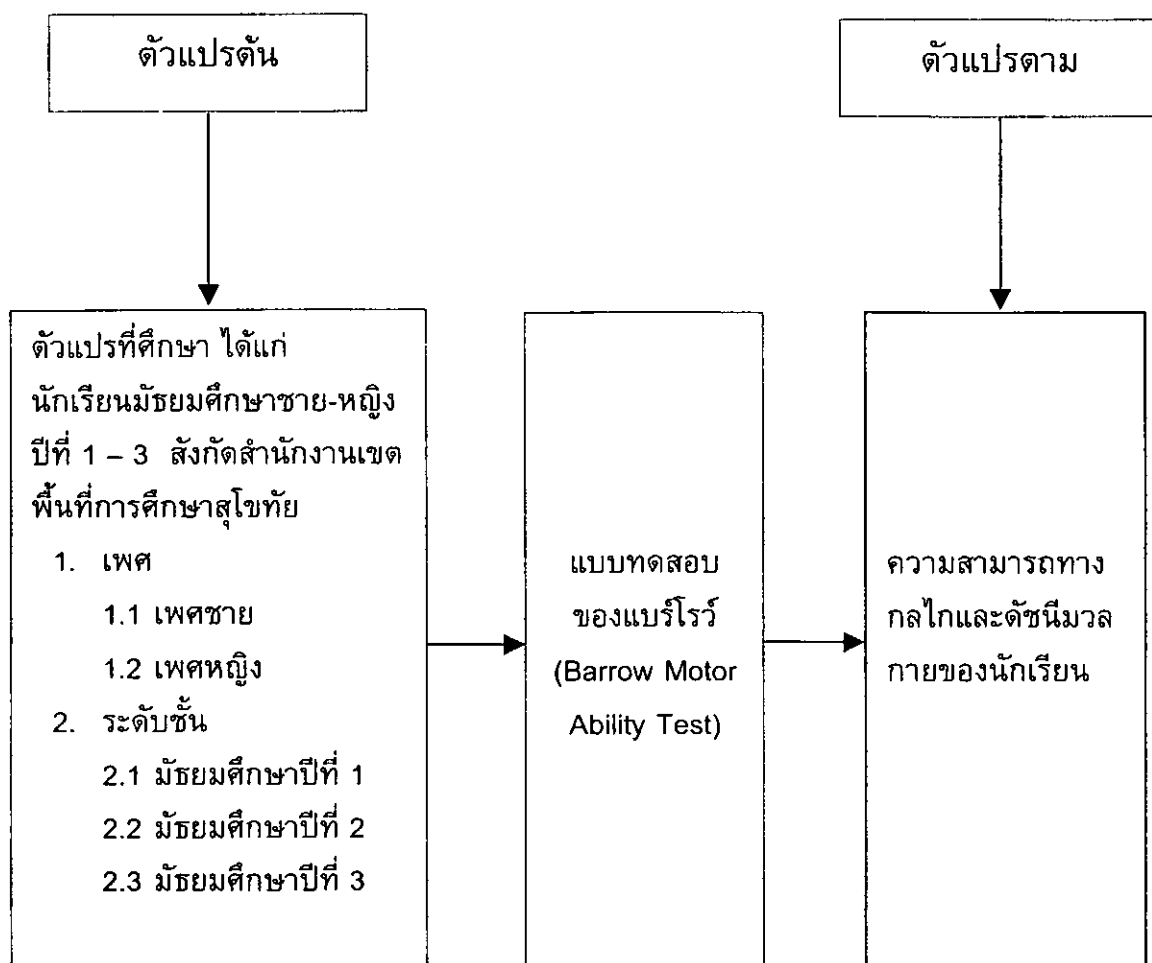 ตัวแปรต้น
ตัวแปรตาม
ตัวแปรที่ศึกษา ได้แก่
นักเรียนมัธยมศึกษาชาย-หญิง
ปีที่ 1 – 3 สังกัดสำนักงานเขต
พื้นที่การศึกษาสุโขทัย
1. เพศ
1.1 เพศชาย
1.2 เพศหญิง
2. ระดับชั้น
2.1 มัธยมศึกษาปีที่ 1
2.2 มัธยมศึกษาปีที่ 2
2.3 มัธยมศึกษาปีที่ 3
แบบทดสอบ
ของแบร์โรว์
(Barrow Motor
Ability Test)
ความสามารถทาง
กลไกและดัชนีมวล
กายของนักเรียน